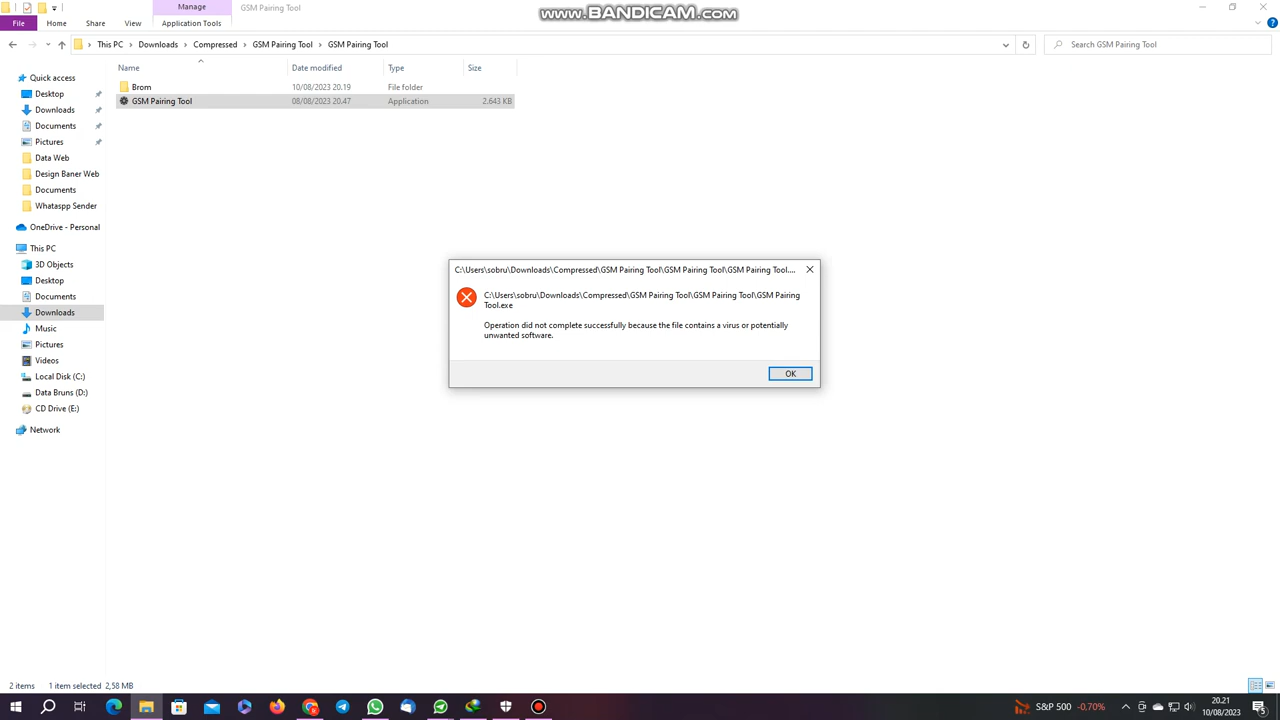 Manage
GSM Pairing Tool
www.BANDICAM.com
File
Home
Share
View
Application Tools
This PC
Downloads
Compressed
GSM Pairing Tool
GSM Pairing Tool
Search GSM Pairing Tool
Name
Date modified
Type
Size
Brom
10/08/2023 20.19
File folder
GSM Pairing Tool
08/08/2023 20.47
Application
2.643 KB
Quick access
Desktop
Downloads
Documents
Pictures
Data Web
Design Baner Web
Documents
Whataspp Sender
OneDrive - Personal
This PC
3D Objects
Desktop
Documents
Downloads
Music
Pictures
Videos
Local Disk (C:)
Data Bruns (D:)
CD Drive (E:)
Network
C:\Users\sobru\Downloads\Compressed\GSM Pairing Tool\GSM Pairing Tool\GSM Pairing Tool....
C:\Users\sobru\Downloads\Compressed\GSM Pairing Tool\GSM Pairing Tool\GSM Pairing
Tool.exe
Operation did not complete successfully because the file contains a virus or potentially
unwanted software.
OK
2 items
1 item selected 2,58 MB
S&P 500 -0,70%
20.21
10/08/2023
5